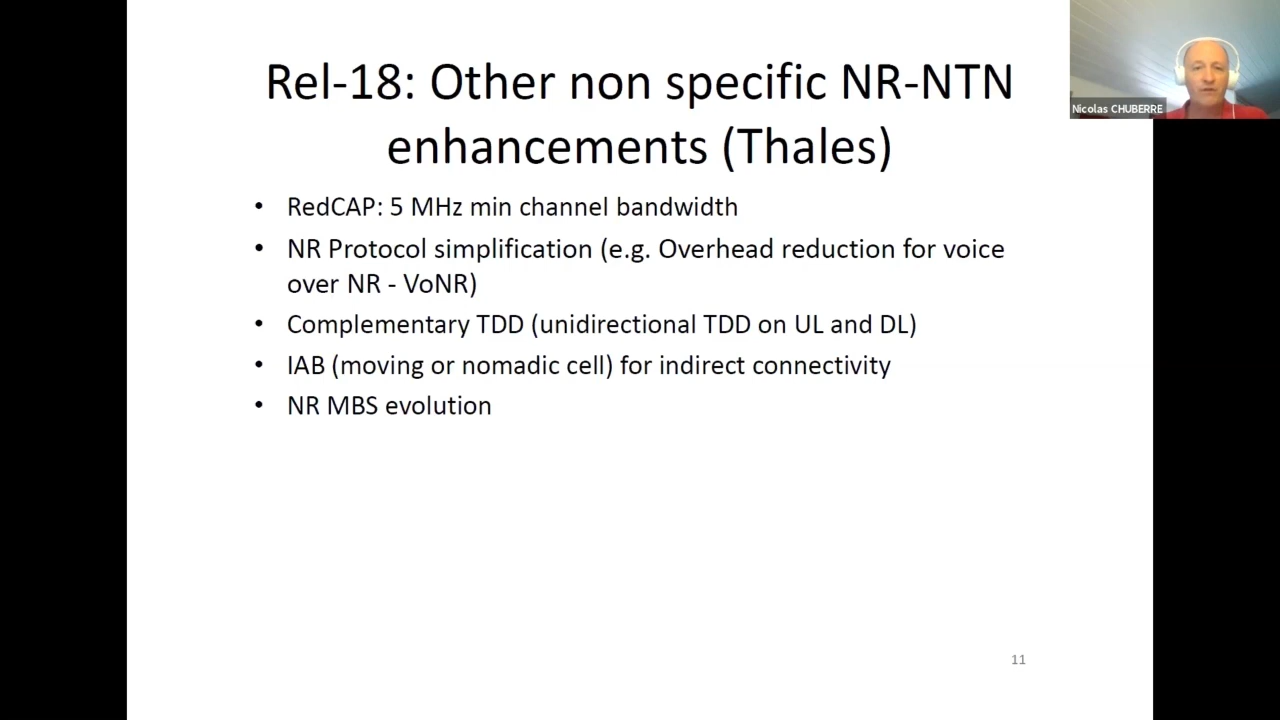 Rel-18: Other non specific NR-NTN
enhancements (Thales)
Nicolas CHUBERRE
• RedCAP: 5 MHz min channel bandwidth
• NR Protocol simplification (e.g. Overhead reduction for voice
over NR - VoNR)
• Complementary TDD (unidirectional TDD on UL and DL)
• IAB (moving or nomadic cell) for indirect connectivity
• NR MBS evolution
11